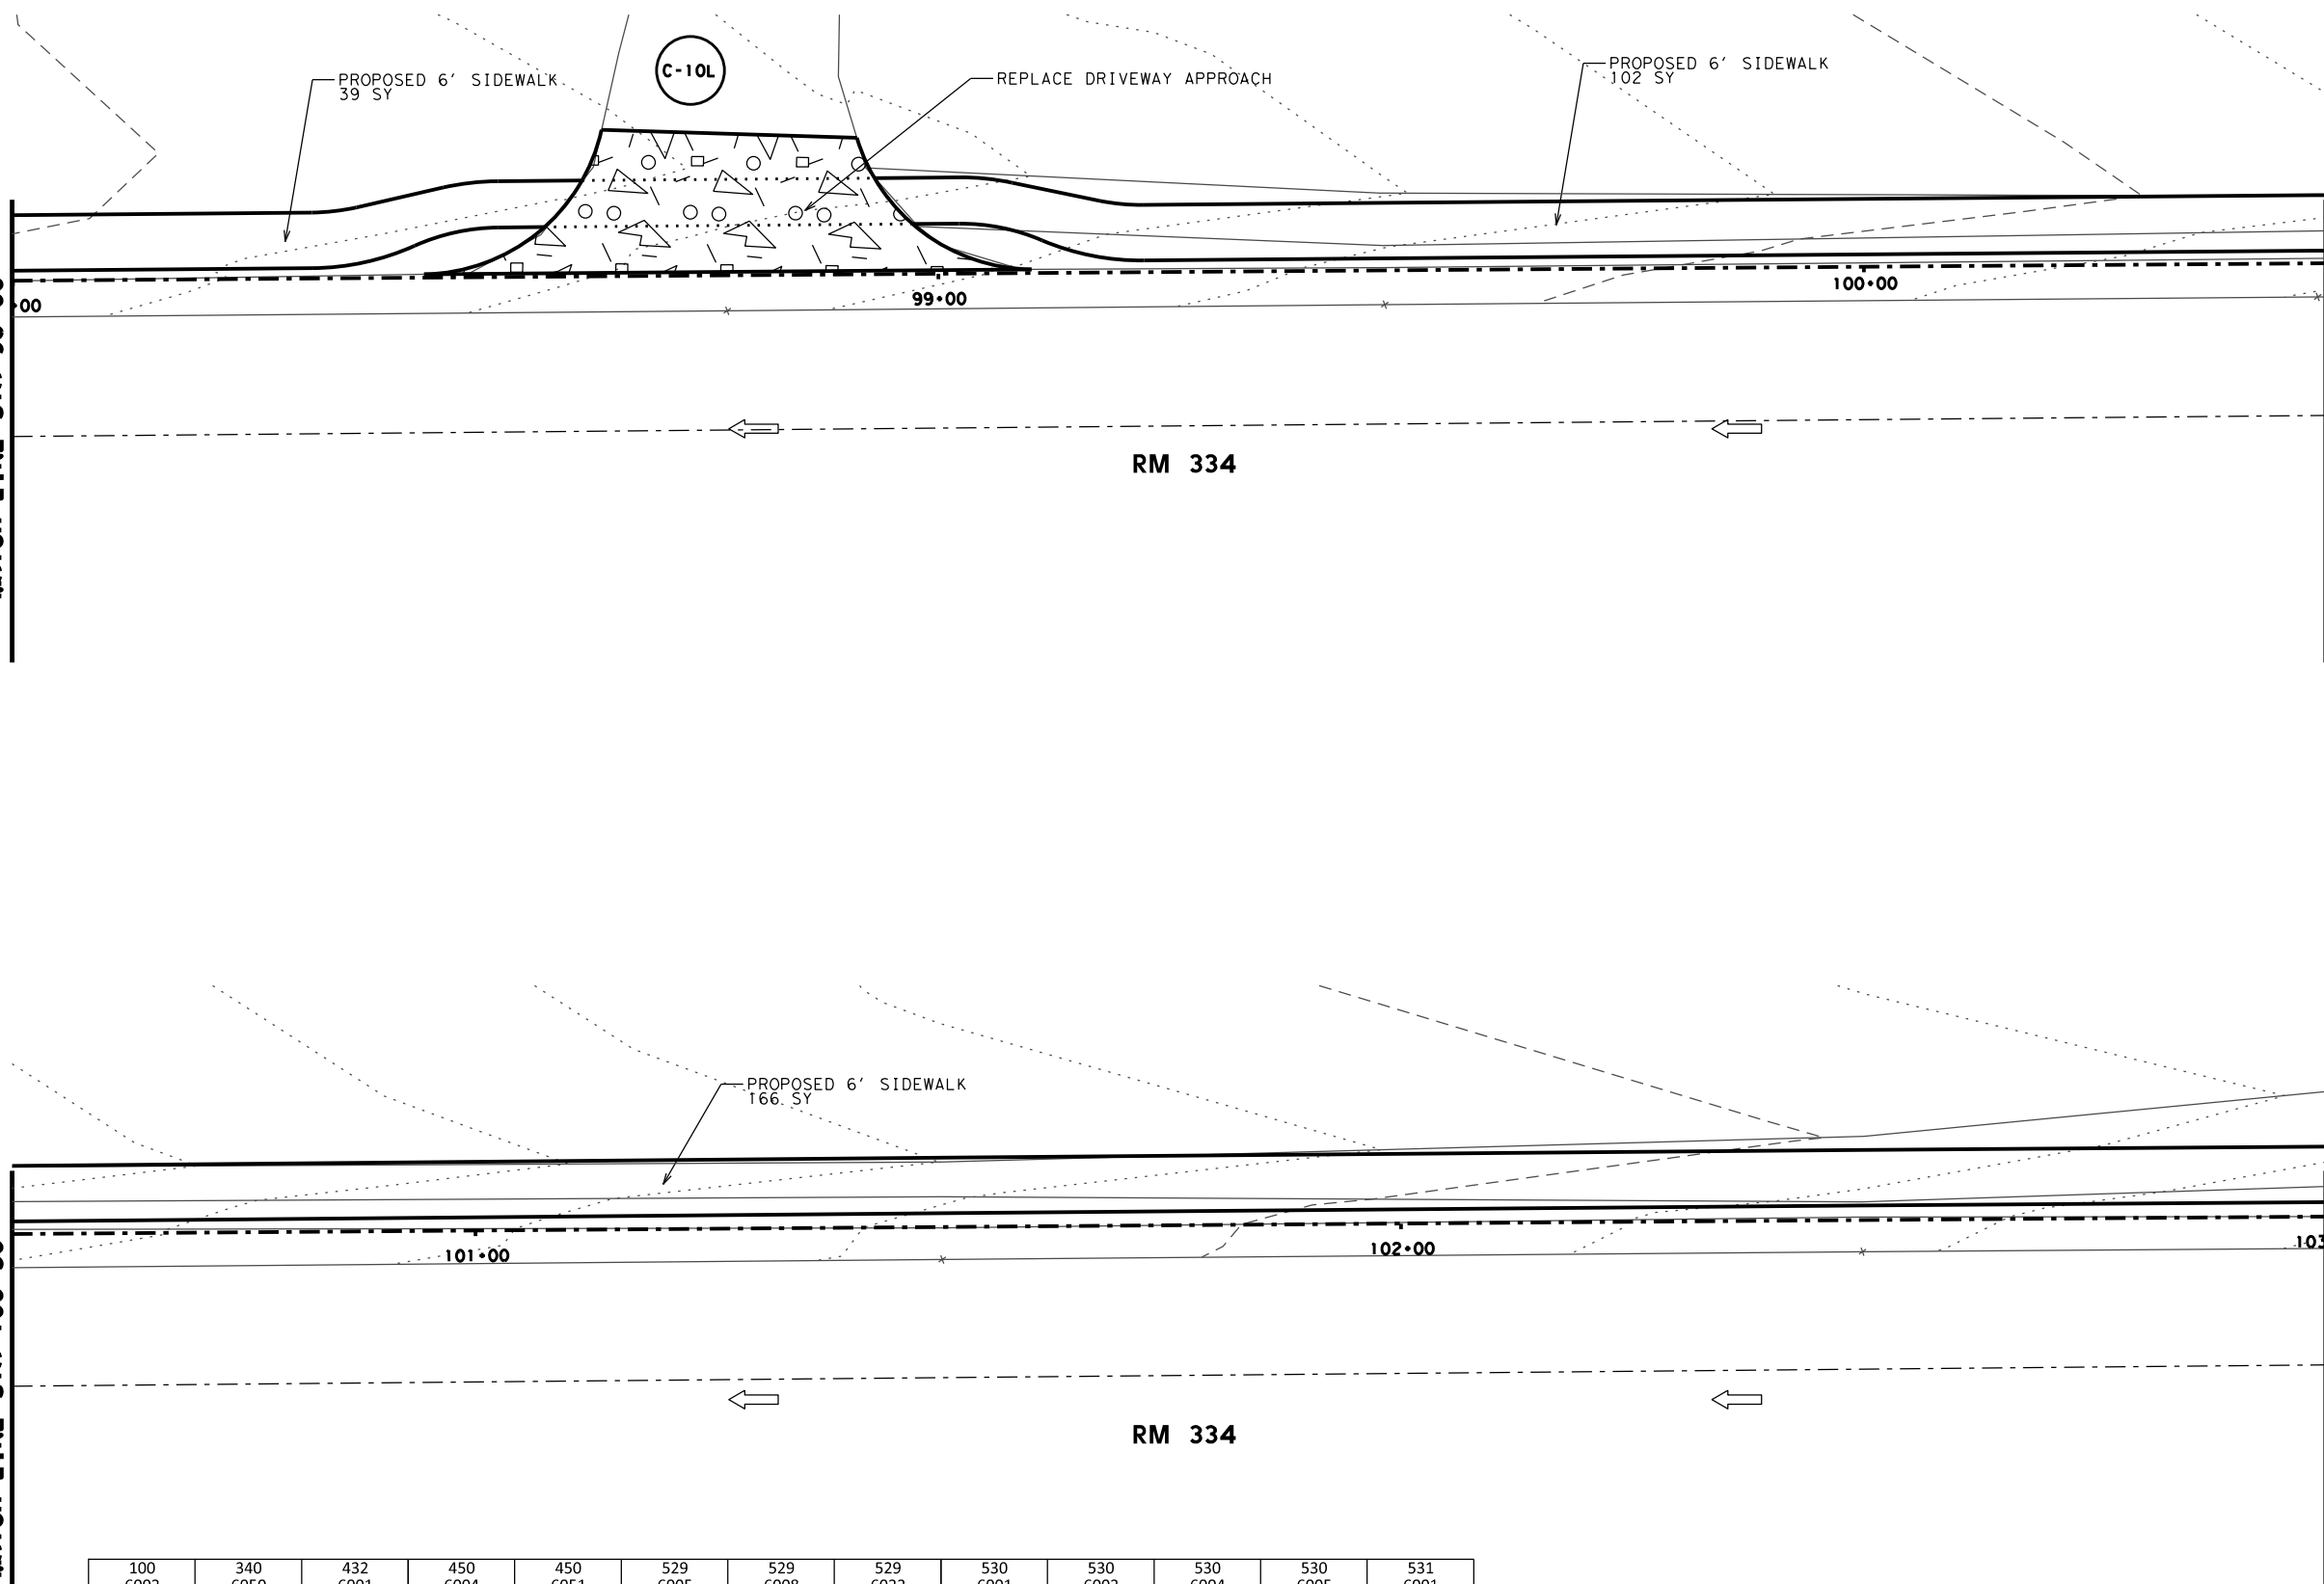 C-10L
PROPOSED 6' SIDEWALK
39 SY
REPLACE DRIVEWAY APPROACH
PROPOSED 6' SIDEWALK
102 SY
+00
99+00
100+00
RM 334
PROPOSED 6' SIDEWALK
166 SY
101+00
102+00
103
RM 334
100 340 432 450 450 529 529 529 530 530 530 530 531